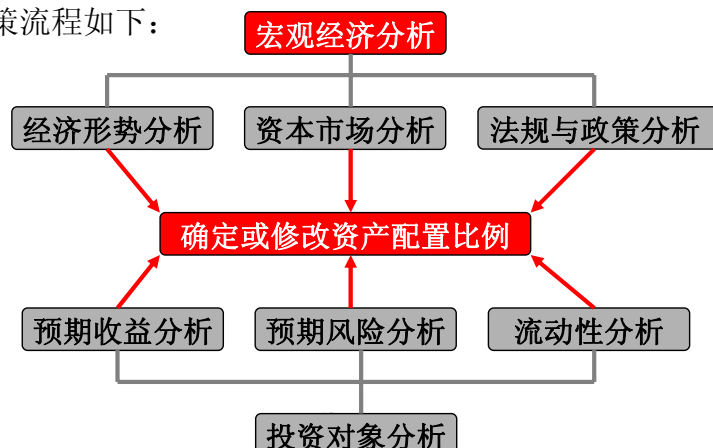 策流程如下：
宏观经济分析
经济形势分析
资本市场分析
法规与政策分析
确定或修改资产配置比例
预期收益分析
预期风险分析
流动性分析
投资对象分析